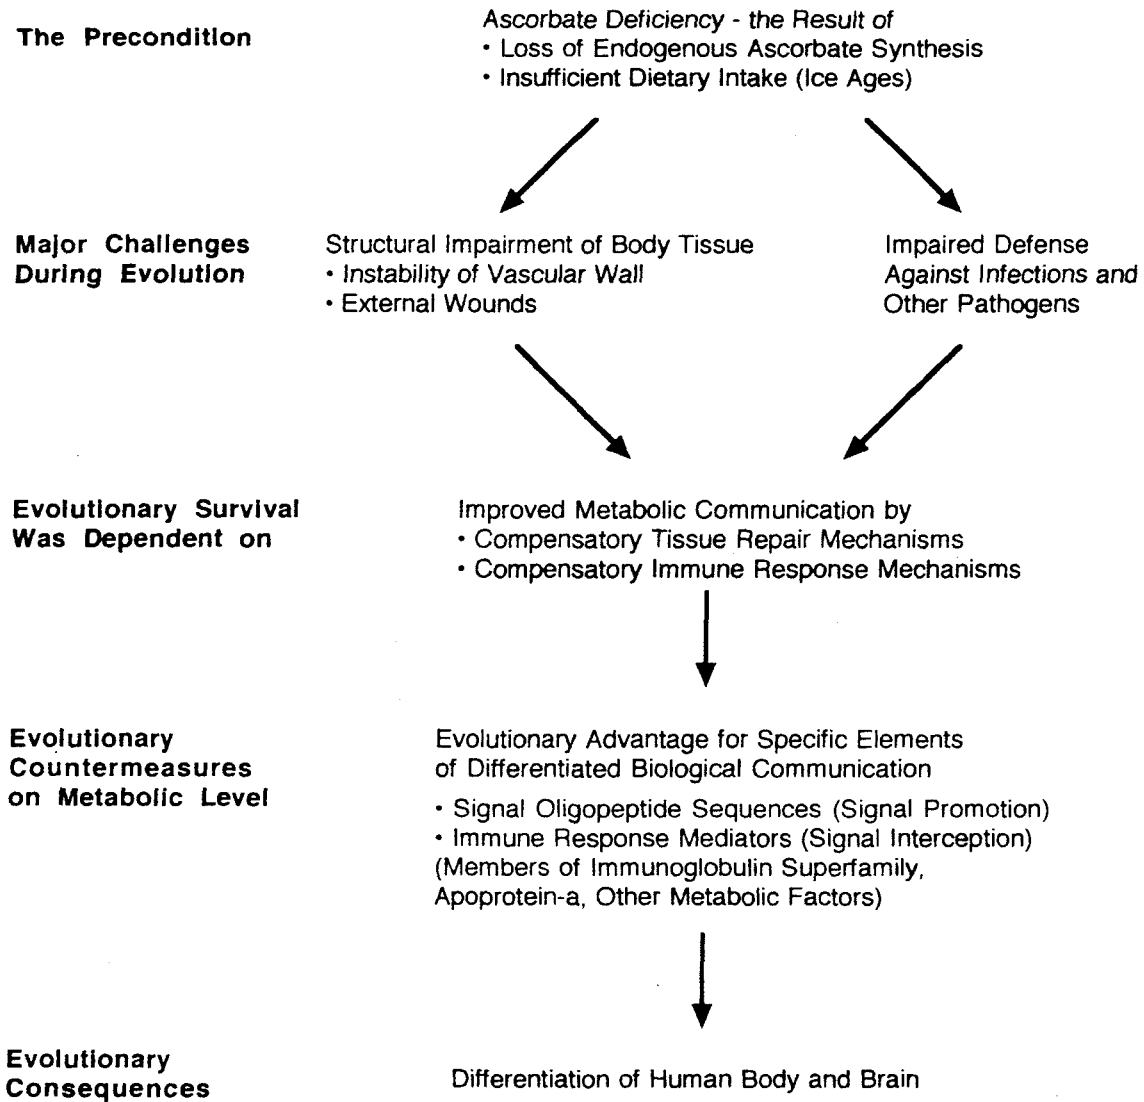 The Precondition
Ascorbate Deficiency - the Result of
• Loss of Endogenous Ascorbate Synthesis
• Insufficient Dietary Intake (Ice Ages)
Major Challenges
During Evolution
Structural Impairment of Body Tissue
• Instability of Vascular Wall
• External Wounds
Impaired Defense
Against Infections and
Other Pathogens
Evolutionary Survival
Was Dependent on
Improved Metabolic Communication by
• Compensatory Tissue Repair Mechanisms
• Compensatory Immune Response Mechanisms
Evolutionary
Countermeasures
on Metabolic Level
Evolutionary Advantage for Specific Elements
of Differentiated Biological Communication
• Signal Oligopeptide Sequences (Signal Promotion)
• Immune Response Mediators (Signal Interception)
(Members of Immunoglobulin Superfamily,
Apoprotein-a, Other Metabolic Factors)
Evolutionary
Consequences
Differentiation of Human Body and Brain